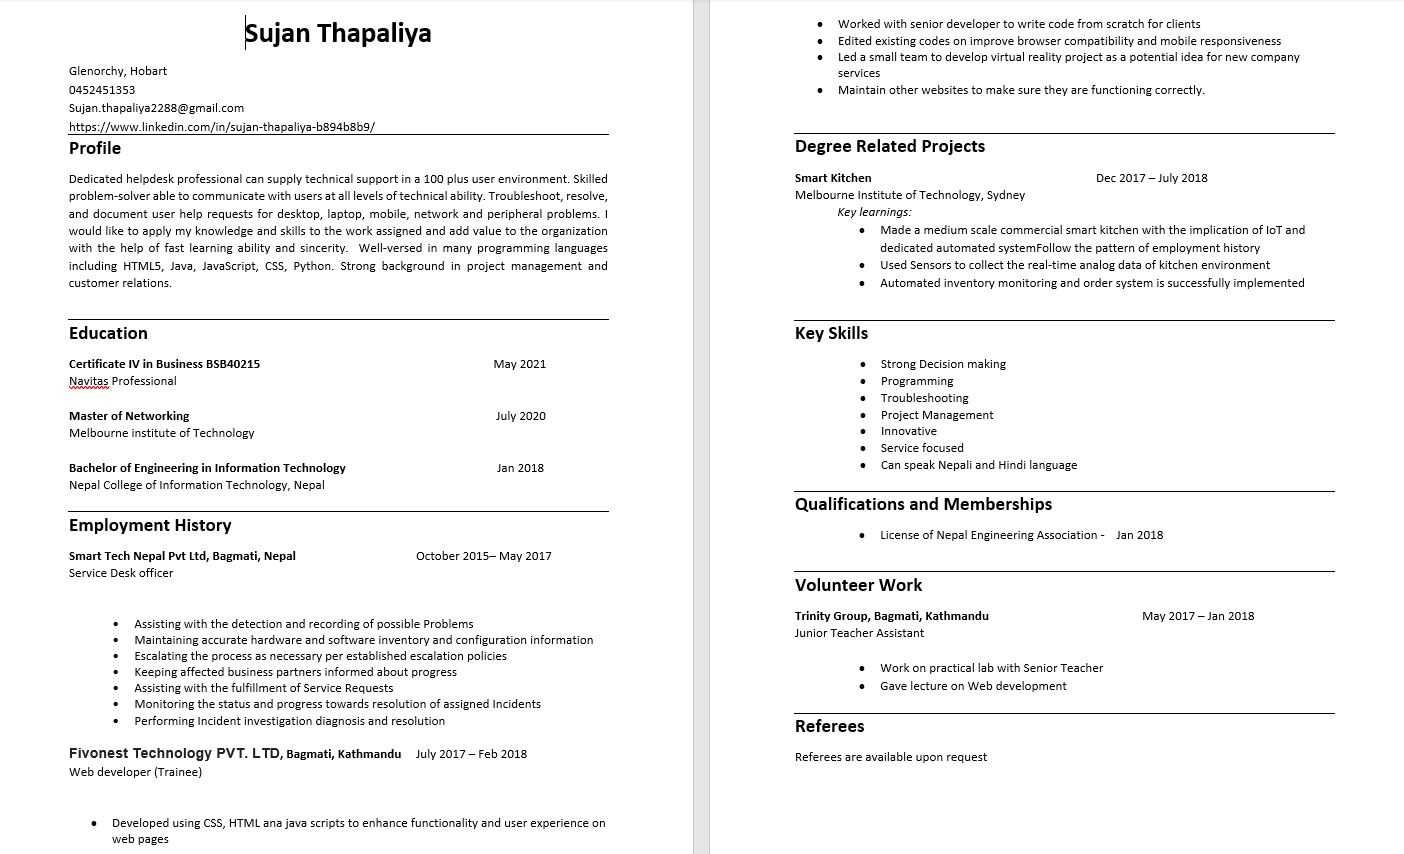 Sujan Thapaliya
Glenorchy, Hobart
0452451353
Sujan.thapaliya2288@gmail.com
https://www.linkedin.com/in/sujan-thapaliya-b894b8b9/
Profile
Dedicated helpdesk professional can supply technical support in a 100 plus user environment. Skilled
problem-solver able to communicate with users at all levels of technical ability. Troubleshoot, resolve,
and document user help requests for desktop, laptop, mobile, network and peripheral problems. I
would like to apply my knowledge and skills to the work assigned and add value to the organization
with the help of fast learning ability and sincerity. Well-versed in many programming languages
including HTML5, Java, JavaScript, CSS, Python. Strong background in project management and
customer relations.
Education
Certificate IV in Business BSB40215 May 2021
Navitas Professional
Master of Networking July 2020
Melbourne institute of Technology
Bachelor of Engineering in Information Technology Jan 2018
Nepal College of Information Technology, Nepal
Employment History
Smart Tech Nepal Pvt Ltd, Bagmati, Nepal October 2015– May 2017
Service Desk officer
• Assisting with the detection and recording of possible Problems
• Maintaining accurate hardware and software inventory and configuration information
• Escalating the process as necessary per established escalation policies
• Keeping affected business partners informed about progress
• Assisting with the fulfillment of Service Requests
• Monitoring the status and progress towards resolution of assigned Incidents
• Performing Incident investigation diagnosis and resolution
Fivonest Technology PVT. LTD, Bagmati, Kathmandu July 2017 – Feb 2018
Web developer (Trainee)
• Developed using CSS, HTML ana java scripts to enhance functionality and user experience on
web pages
• Worked with senior developer to write code from scratch for clients
• Edited existing codes on improve browser compatibility and mobile responsiveness
• Led a small team to develop virtual reality project as a potential idea for new company
services
• Maintain other websites to make sure they are functioning correctly.
Degree Related Projects
Smart Kitchen Dec 2017 – July 2018
Melbourne Institute of Technology, Sydney
Key learnings:
• Made a medium scale commercial smart kitchen with the implication of IoT and
dedicated automated systemFollow the pattern of employment history
• Used Sensors to collect the real-time analog data of kitchen environment
• Automated inventory monitoring and order system is successfully implemented
Key Skills
• Strong Decision making
• Programming
• Troubleshooting
• Project Management
• Innovative
• Service focused
• Can speak Nepali and Hindi language
Qualifications and Memberships
• License of Nepal Engineering Association - Jan 2018
Volunteer Work
Trinity Group, Bagmati, Kathmandu May 2017 – Jan 2018
Junior Teacher Assistant
• Work on practical lab with Senior Teacher
• Gave lecture on Web development
Referees
Referees are available upon request